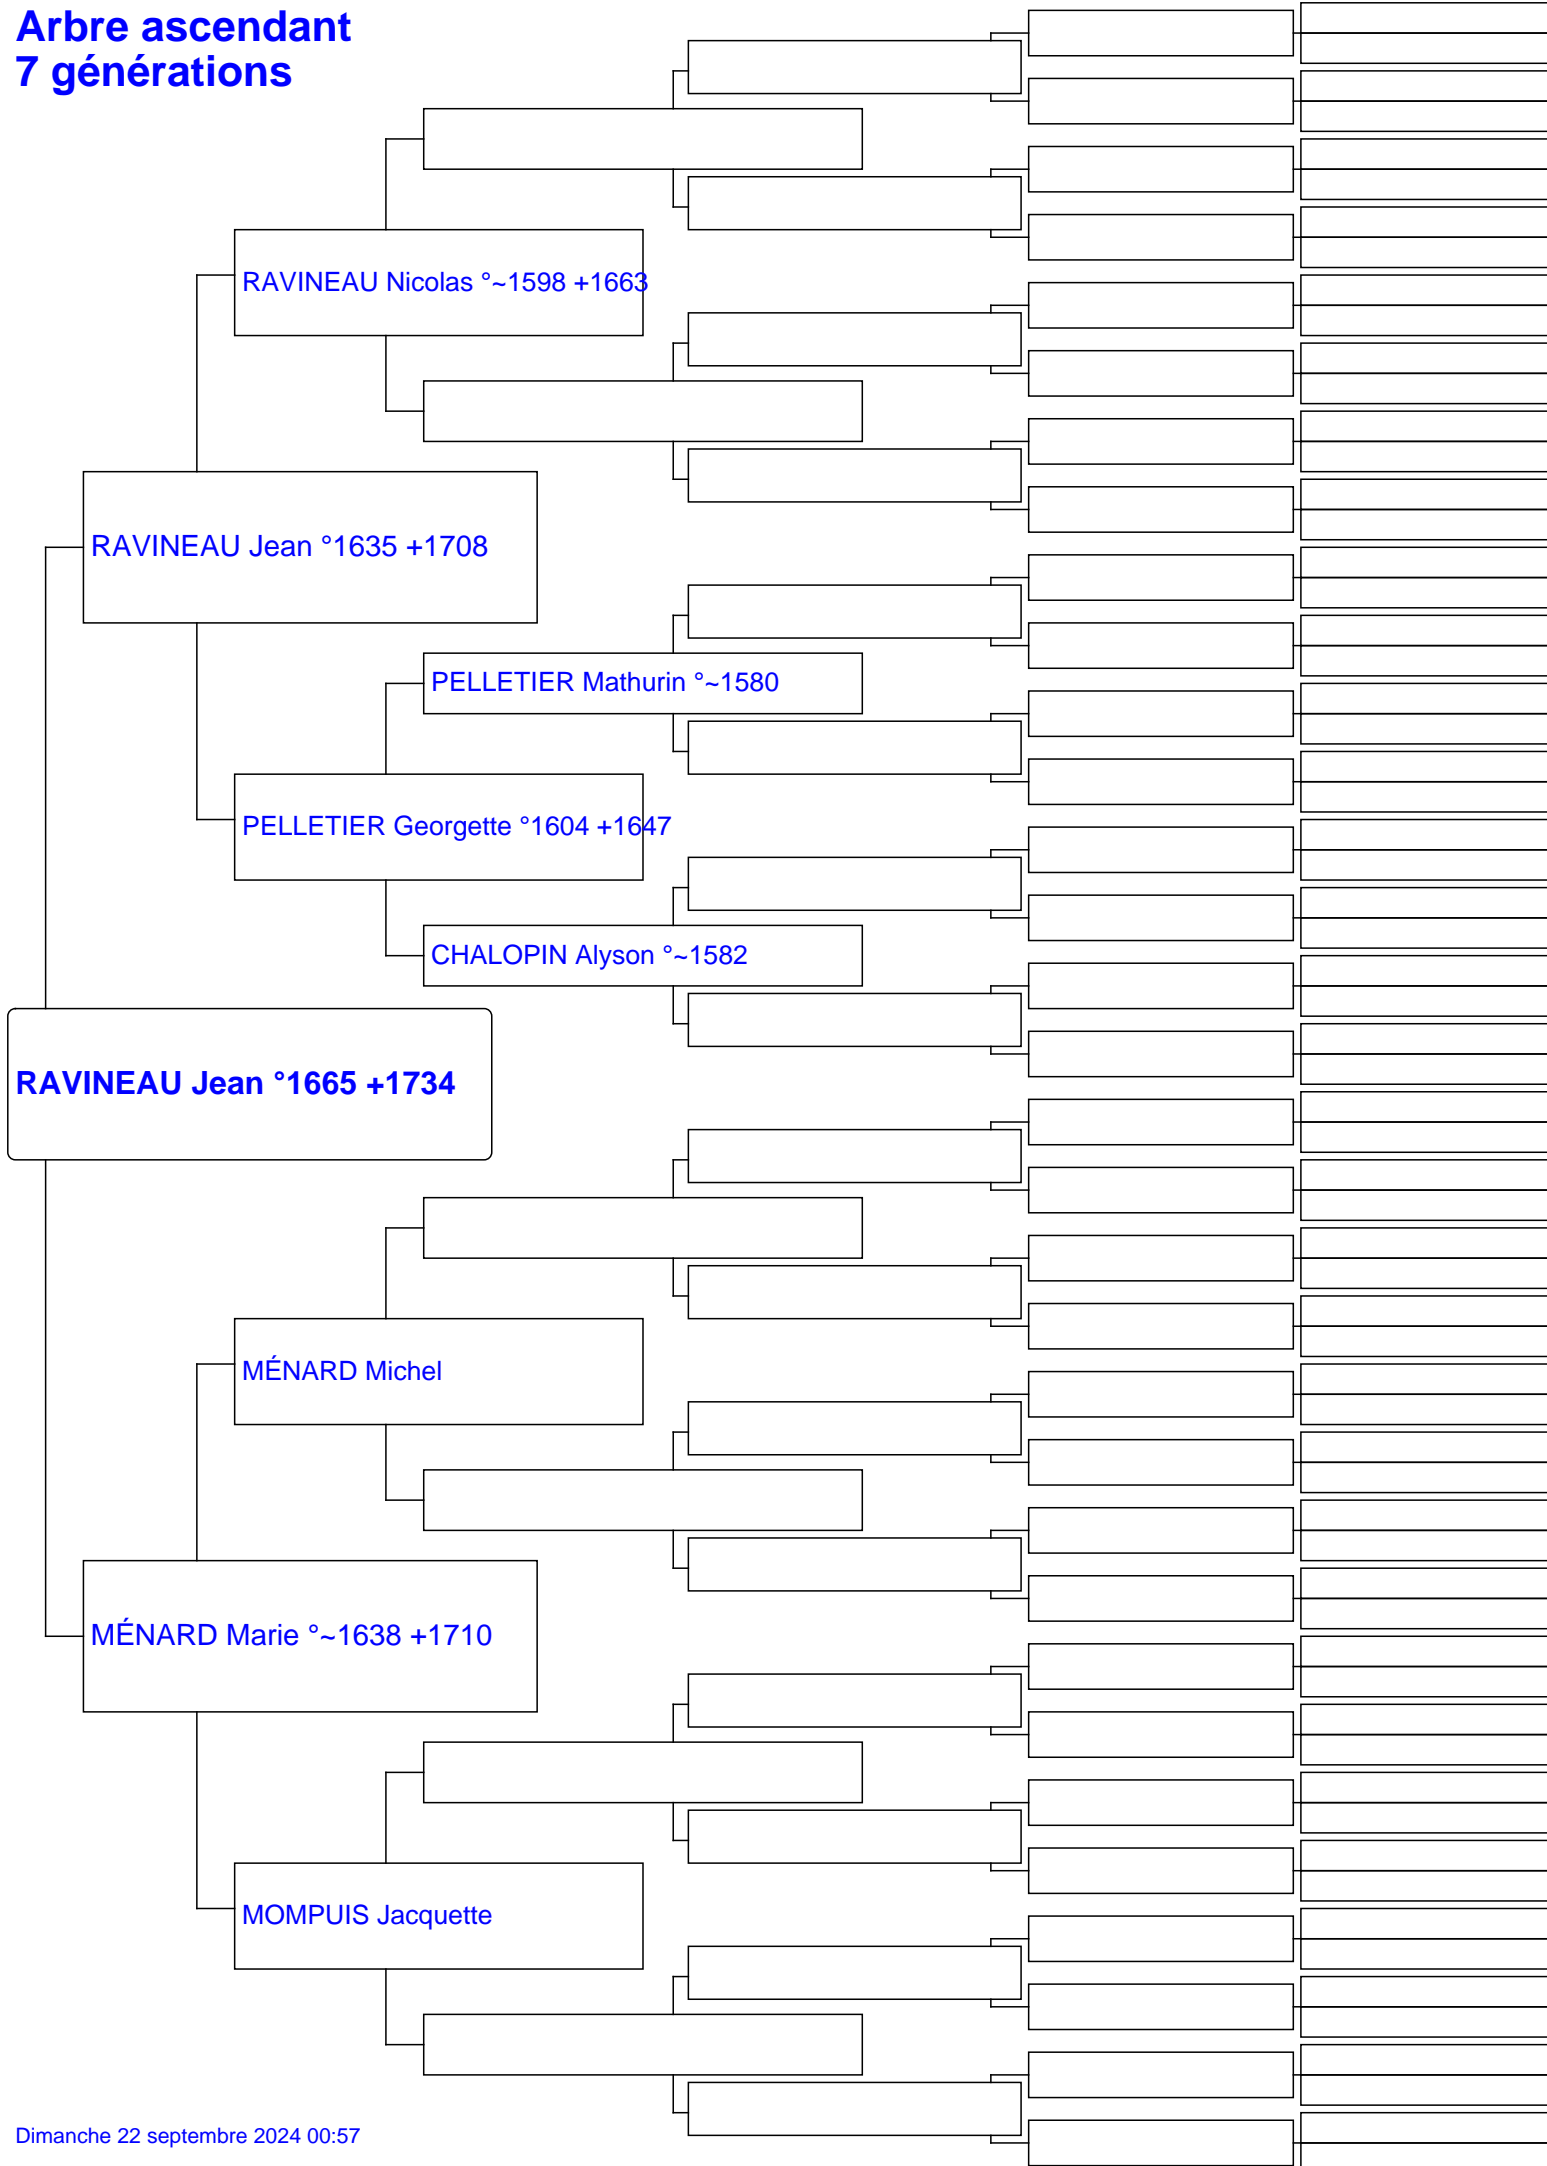 Arbre ascendant
7 générations
RAVINEAU Nicolas °~1598 +1663
RAVINEAU Jean °1635 +1708
PELLETIER Mathurin °~1580
PELLETIER Georgette °1604 +1647
CHALOPIN Alyson °~1582
RAVINEAU Jean °1665 +1734
MÉNARD Michel
MÉNARD Marie °~1638 +1710
MOMPUIS Jacquette
Dimanche 22 septembre 2024 00:57